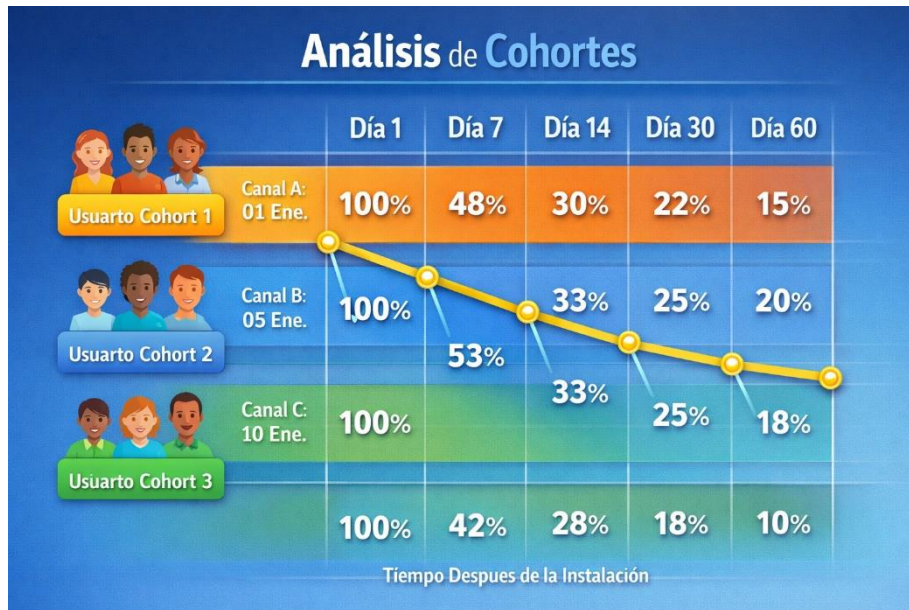 Análisis de Cohortes
Día 1 Día 7 Día 14 Día 30 Día 60
Usuarto Cohort 1
Canal A:
01 Ene.
100% 48% 30% 22% 15%
Canal B:
05 Ene.
100% 33% 25% 20%
Usuarto Cohort 2
53%
33%
25% 18%
Canal C:
10 Ene.
100%
Usuarto Cohort 3
100% 42% 28% 18% 10%
Tiempo Despues de la Instalación